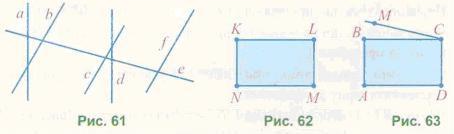 a b c d f e
K L N M
M B C A D
Рис. 61 Рис. 62 Рис. 63